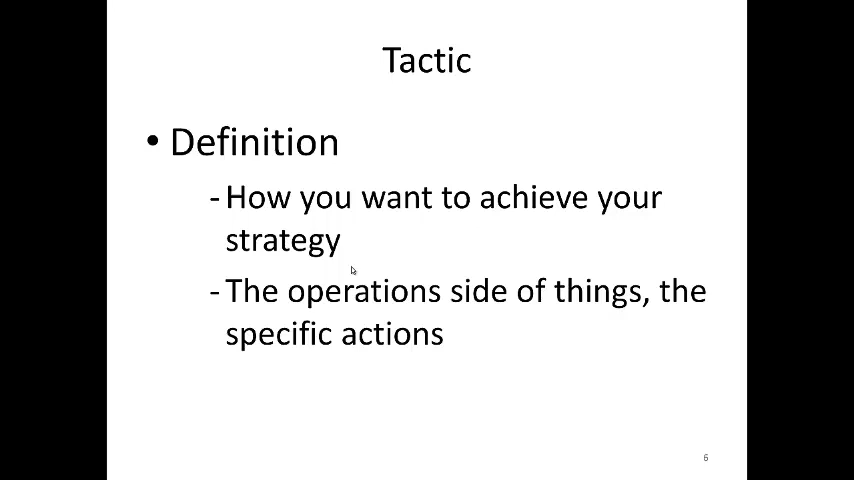 Tactic
• Definition
- How you want to achieve your
strategy
- The operations side of things, the
specific actions
6